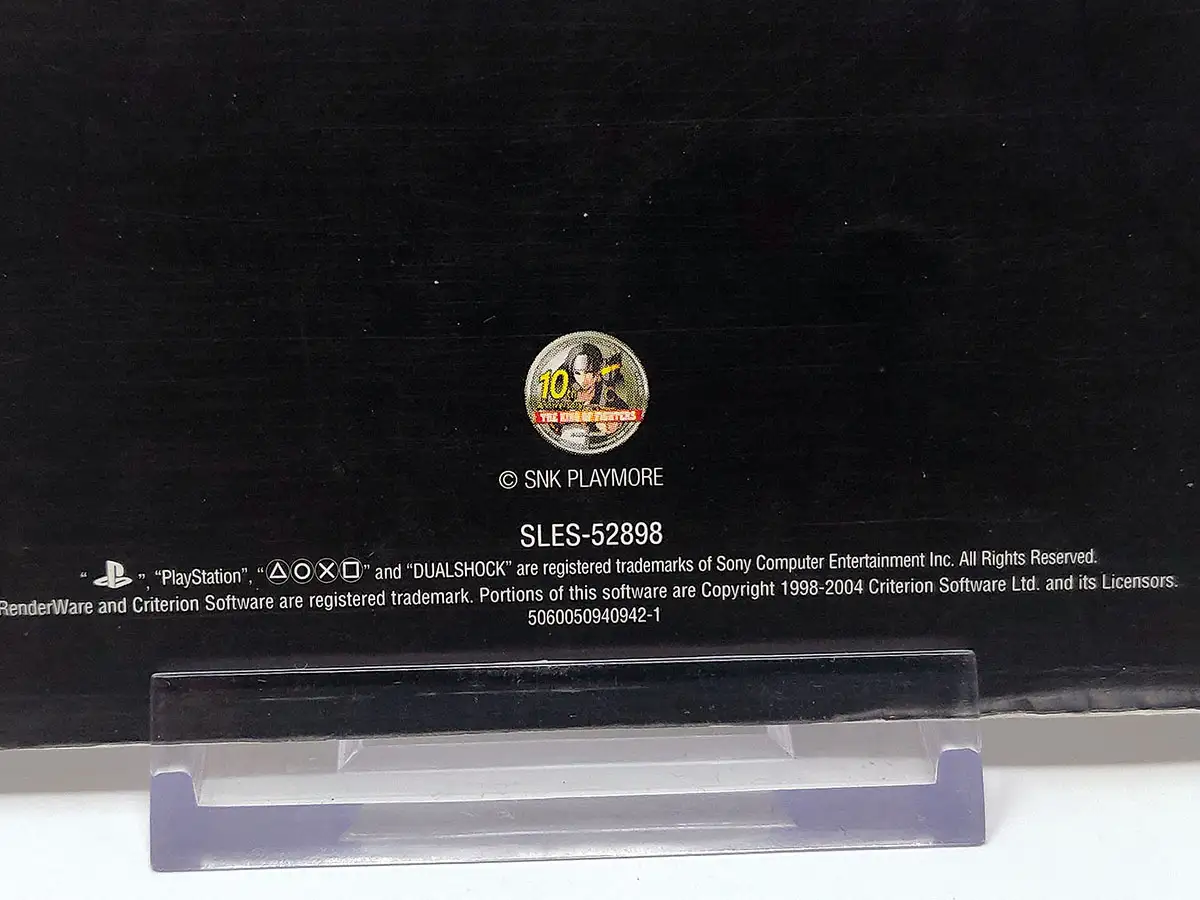 10th
THE KING OF FIGHTERS
© SNK PLAYMORE
SLES-52898
" ", "PlayStation", "△○✕□" and "DUALSHOCK" are registered trademarks of Sony Computer Entertainment Inc. All Rights Reserved.
RenderWare and Criterion Software are registered trademark. Portions of this software are Copyright 1998-2004 Criterion Software Ltd. and its Licensors.
5060050940942-1